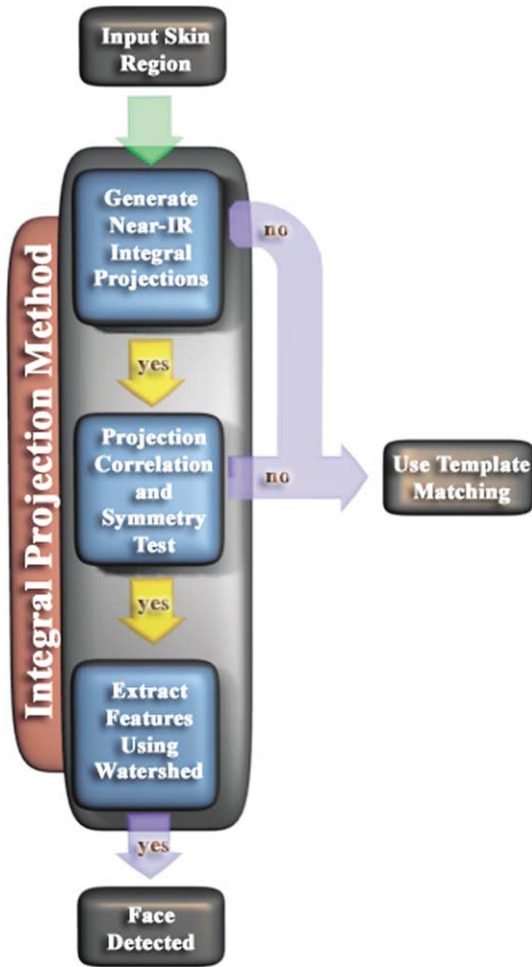 Input Skin
Region
Generate
Near-IR
Integral
Projections
no
yes
Projection
Correlation
and
Symmetry
Test
no
Use Template
Matching
yes
Extract
Features
Using
Watershed
yes
Face
Detected
Integral Projection Method